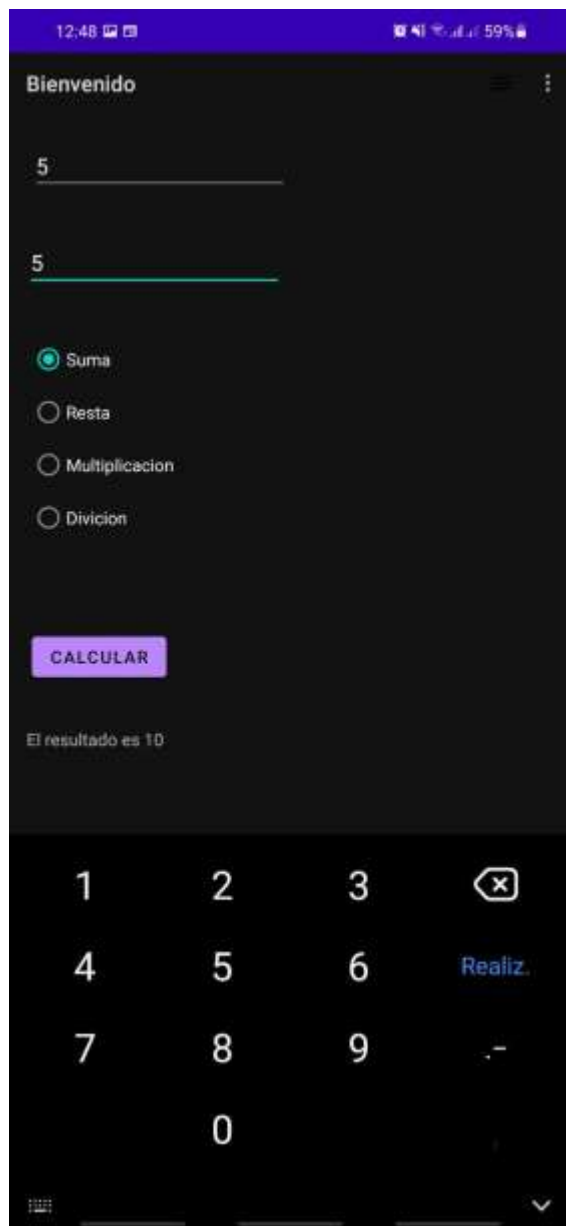 12:48 59%
Bienvenido
5
5
Suma
Resta
Multiplicacion
Divicion
CALCULAR
El resultado es 10
1 2 3
4 5 6 Realiz.
7 8 9 .-
0